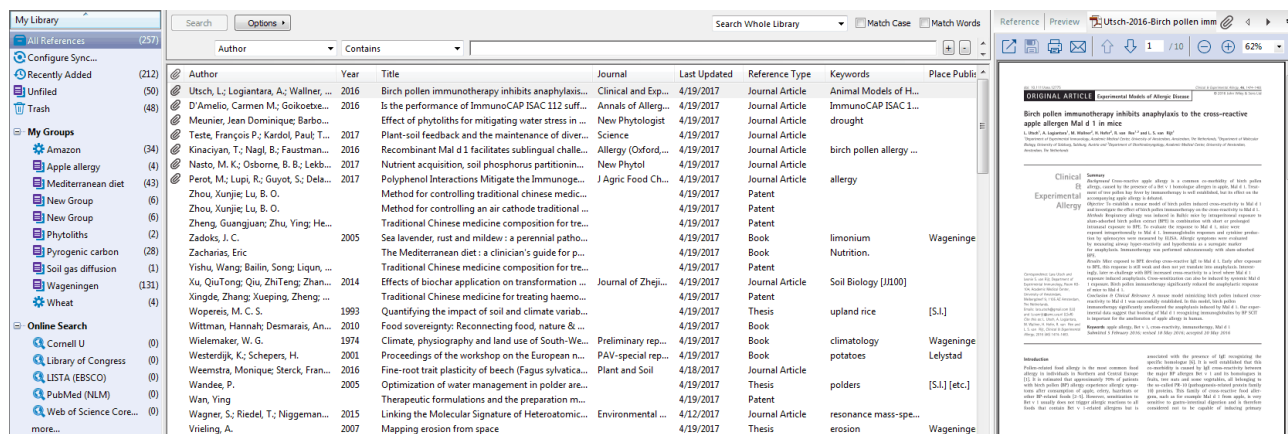 My Library
All References (257)
Configure Sync...
Recently Added (212)
Unfiled (50)
Trash (48)
My Groups
Amazon (34)
Apple allergy (4)
Mediterranean diet (43)
New Group (6)
New Group (6)
Phytoliths (2)
Pyrogenic carbon (28)
Soil gas diffusion (1)
Wageningen (131)
Wheat (4)
Online Search
Cornell U (0)
Library of Congress (0)
LISTA (EBSCO) (0)
PubMed (NLM) (0)
Web of Science Core... (0)
more...
Search Options Search Whole Library Match Case Match Words
Author Contains
Author Year Title Journal Last Updated Reference Type Keywords Place Publis
Utsch, L.; Logiantara, A.; Wallner, ... 2016 Birch pollen immunotherapy inhibits anaphylaxis... Clinical and Exp... 4/19/2017 Journal Article Animal Models of H...
D'Amelio, Carmen M.; Goikoetxe... 2016 Is the performance of ImmunoCAP ISAC 112 suff... Annals of Allerg... 4/19/2017 Journal Article ImmunoCAP ISAC 1...
Meunier, Jean Dominique; Barbo... Effect of phytoliths for mitigating water stress in ... New Phytologist 4/19/2017 Journal Article drought
Teste, François P.; Kardol, Paul; T... 2017 Plant-soil feedback and the maintenance of diver... Science 4/19/2017 Journal Article
Kinaciyan, T.; Nagl, B.; Faustman... 2016 Recombinant Mal d 1 facilitates sublingual challe... Allergy (Oxford,... 4/19/2017 Journal Article birch pollen allergy ...
Nasto, M. K.; Osborne, B. B.; Lekb... 2017 Nutrient acquisition, soil phosphorus partitionin... New Phytol 4/19/2017 Journal Article
Perot, M.; Lupi, R.; Guyot, S.; Dela... 2017 Polyphenol Interactions Mitigate the Immunoge... J Agric Food Ch... 4/19/2017 Journal Article allergy
Zhou, Xunjie; Lu, B. O. Method for controlling traditional chinese medic... 4/19/2017 Patent
Zhou, Xunjie; Lu, B. O. Method for controlling an air cathode traditional ... 4/19/2017 Patent
Zheng, Guangjuan; Zhu, Ying; He... Traditional Chinese medicine composition for tre... 4/19/2017 Patent
Zadoks, J. C. 2005 Sea lavender, rust and mildew: a perennial patho... 4/19/2017 Book limonium Wageninge
Zacharias, Eric The Mediterranean diet : a clinician's guide for p... 4/19/2017 Book Nutrition.
Yishu, Wang; Bailin, Song; Liqun, ... Traditional Chinese medicine composition for tre... 4/19/2017 Patent
Xu, QiuTong; Qiu, ZhiTeng; Zhan... 2014 Effects of biochar application on transformation ... Journal of Zheji... 4/19/2017 Journal Article Soil Biology [JJ100]
Xingde, Zhang; Xueping, Zheng; ... Traditional Chinese medicine for treating haemo... 4/19/2017 Patent
Wopereis, M. C. S. 1993 Quantifying the impact of soil and climate variab... 4/19/2017 Thesis upland rice [S.l.]
Wittman, Hannah; Desmarais, An... 2010 Food sovereignty: Reconnecting food, nature & ... 4/19/2017 Book
Wielemaker, W. G. 1974 Climate, physiography and land use of South-We... Preliminary rep... 4/19/2017 Book climatology Wageninge
Westerdijk, K.; Schepers, H. 2001 Proceedings of the workshop on the European n... PAV-special rep... 4/19/2017 Book potatoes Lelystad
Weemstra, Monique; Sterck, Fran... 2016 Fine-root trait plasticity of beech (Fagus sylvatica... Plant and Soil 4/18/2017 Journal Article
Wandee, P. 2005 Optimization of water management in polder are... 4/19/2017 Thesis polders [S.l.] [etc.]
Wan, Ying Therapeutic traditional Chinese preparation m... 4/19/2017 Patent
Wagner, S.; Riedel, T.; Niggeman... 2015 Linking the Molecular Signature of Heteroatomic... Environmental ... 4/12/2017 Journal Article resonance mass-spe...
Vrieling, A. 2007 Mapping erosion from space 4/19/2017 Thesis erosion Wageninge
Reference Preview Utsch-2016-Birch pollen imm
1 /10 62%
ORIGINAL ARTICLE Experimental Models of Allergic Disease
Birch pollen immunotherapy inhibits anaphylaxis to the cross-reactive
apple allergen Mal d 1 in mice
Clinical
&
Experimental
Allergy
Summary
Introduction